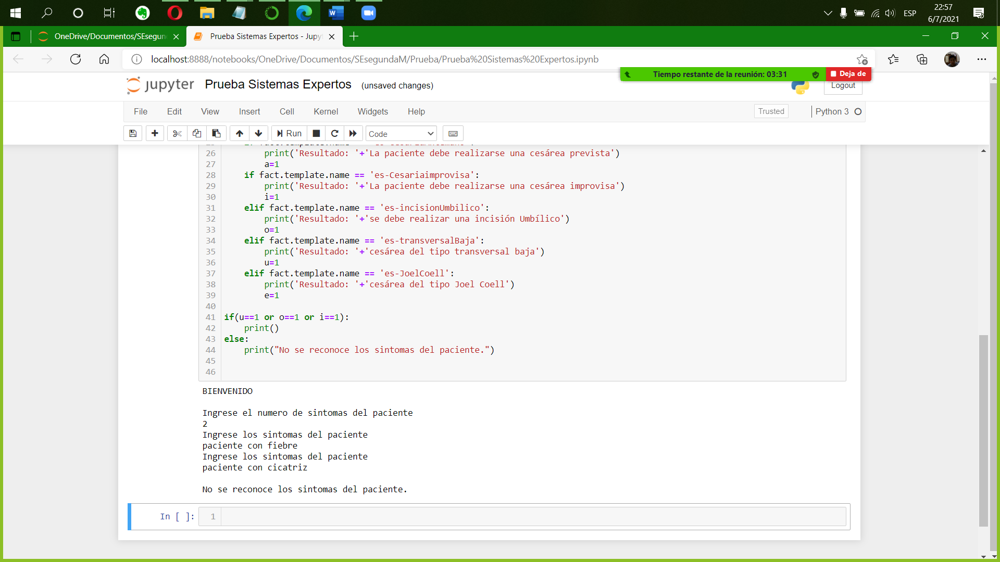 ESP
22:57
6/7/2021
OneDrive/Documentos/SEsegun
Prueba Sistemas Expertos - Jupy
localhost:8888/notebooks/OneDrive/Documentos/SEsegundaM/Prueba/Prueba%20Sistemas%20Expertos.ipynb
Tiempo restante de la reunión: 03:31
Deja de
jupyter Prueba Sistemas Expertos (unsaved changes)
Logout
File Edit View Insert Cell Kernel Widgets Help Trusted Python 3
Run Code
26 print('Resultado: '+'La paciente debe realizarse una cesárea prevista')
27 a=1
28 if fact.template.name == 'es-Cesariaimprovisa':
29 print('Resultado: '+'La paciente debe realizarse una cesárea improvisa')
30 i=1
31 elif fact.template.name == 'es-incisionUmbilico':
32 print('Resultado: '+'se debe realizar una incisión Umbílico')
33 o=1
34 elif fact.template.name == 'es-transversalBaja':
35 print('Resultado: '+'cesárea del tipo transversal baja')
36 u=1
37 elif fact.template.name == 'es-JoelCoell':
38 print('Resultado: '+'cesárea del tipo Joel Coell')
39 e=1
40
41 if(u==1 or o==1 or i==1):
42 print()
43 else:
44 print("No se reconoce los sintomas del paciente.")
45
46
BIENVENIDO
Ingrese el numero de sintomas del paciente
2
Ingrese los sintomas del paciente
paciente con fiebre
Ingrese los sintomas del paciente
paciente con cicatriz
No se reconoce los sintomas del paciente.
In [ ]: 1